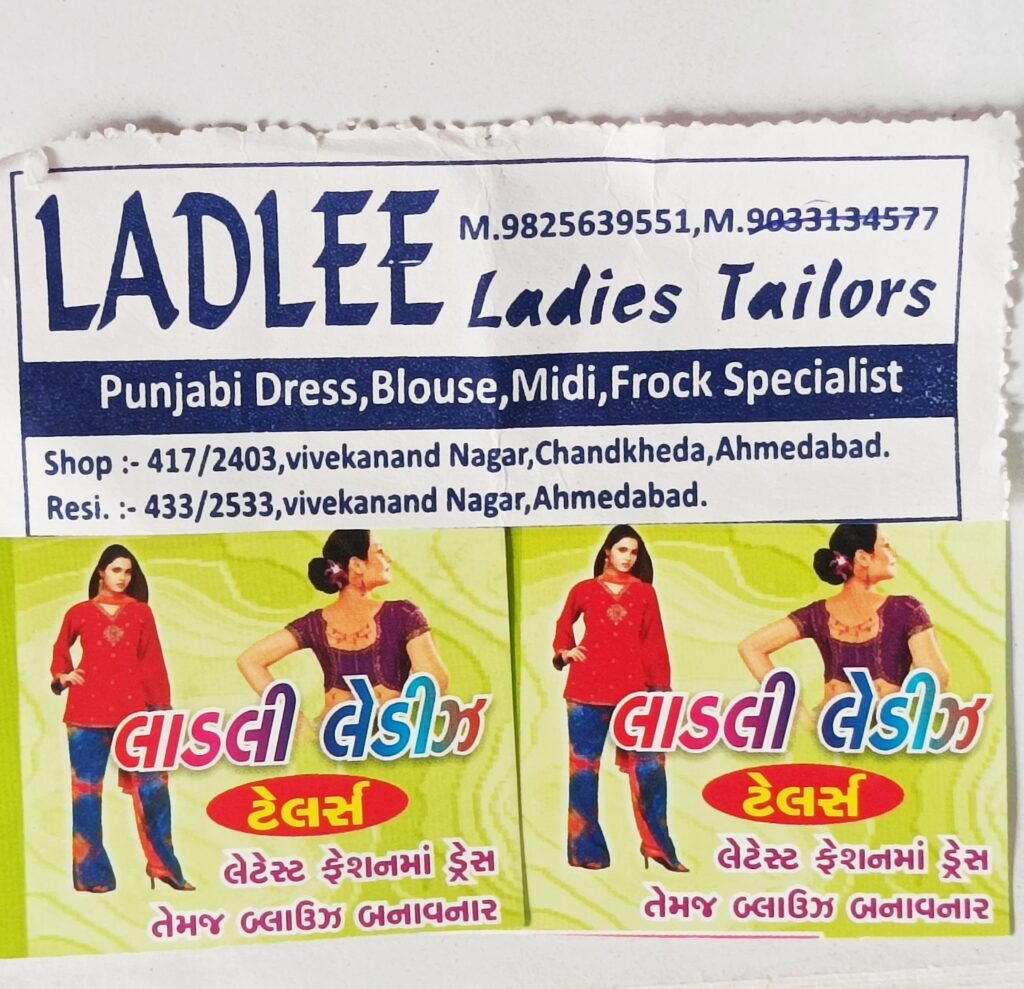 LADLEE
M.9825639551,M.9033134577
Ladies Tailors
Punjabi Dress,Blouse,Midi,Frock Specialist
Shop :- 417/2403,vivekanand Nagar,Chandkheda,Ahmedabad.
Resi. :- 433/2533,vivekanand Nagar,Ahmedabad.
લાડલી લેડીઝ
ટેલર્સ
લેટેસ્ટ ફેશનમાં ડ્રેસ
તેમજ બ્લાઉઝ બનાવનાર
લાડલી લેડીઝ
ટેલર્સ
લેટેસ્ટ ફેશનમાં ડ્રેસ
તેમજ બ્લાઉઝ બનાવનાર